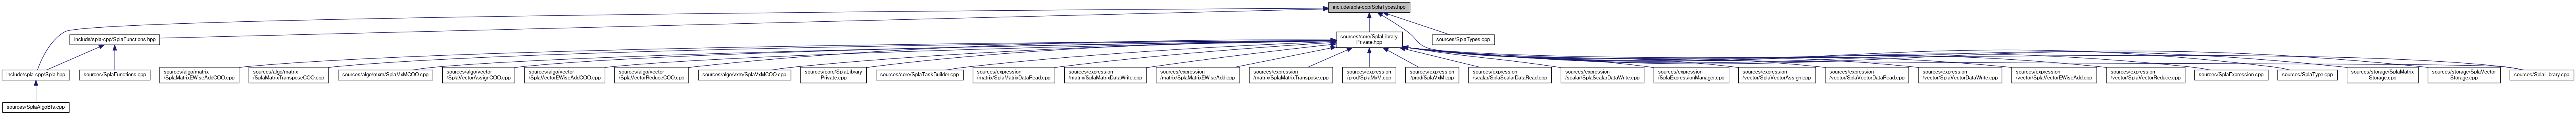 include/spla-cpp/SplaTypes.hpp
sources/core/SplaLibrary
Private.hpp
include/spla-cpp/SplaFunctions.hpp
sources/SplaTypes.cpp
include/spla-cpp/Spla.hpp
sources/SplaFunctions.cpp
sources/algo/matrix
/SplaMatrixEWiseAddCOO.cpp
sources/algo/matrix
/SplaMatrixTransposeCOO.cpp
sources/algo/mxm/SplaMxMCOO.cpp
sources/algo/vector
/SplaVectorAssignCOO.cpp
sources/algo/vector
/SplaVectorEWiseAddCOO.cpp
sources/algo/vector
/SplaVectorReduceCOO.cpp
sources/algo/vxm/SplaVxMCOO.cpp
sources/core/SplaLibrary
Private.cpp
sources/core/SplaTaskBuilder.cpp
sources/expression
/matrix/SplaMatrixDataRead.cpp
sources/expression
/matrix/SplaMatrixDataWrite.cpp
sources/expression
/matrix/SplaMatrixEWiseAdd.cpp
sources/expression
/matrix/SplaMatrixTranspose.cpp
sources/expression
/prod/SplaMxM.cpp
sources/expression
/prod/SplaVxM.cpp
sources/expression
/scalar/SplaScalarDataRead.cpp
sources/expression
/scalar/SplaScalarDataWrite.cpp
sources/expression
/SplaExpressionManager.cpp
sources/expression
/vector/SplaVectorAssign.cpp
sources/expression
/vector/SplaVectorDataRead.cpp
sources/expression
/vector/SplaVectorDataWrite.cpp
sources/expression
/vector/SplaVectorEWiseAdd.cpp
sources/expression
/vector/SplaVectorReduce.cpp
sources/SplaExpression.cpp
sources/SplaType.cpp
sources/storage/SplaMatrix
Storage.cpp
sources/storage/SplaVector
Storage.cpp
sources/SplaLibrary.cpp
sources/SplaAlgoBfs.cpp